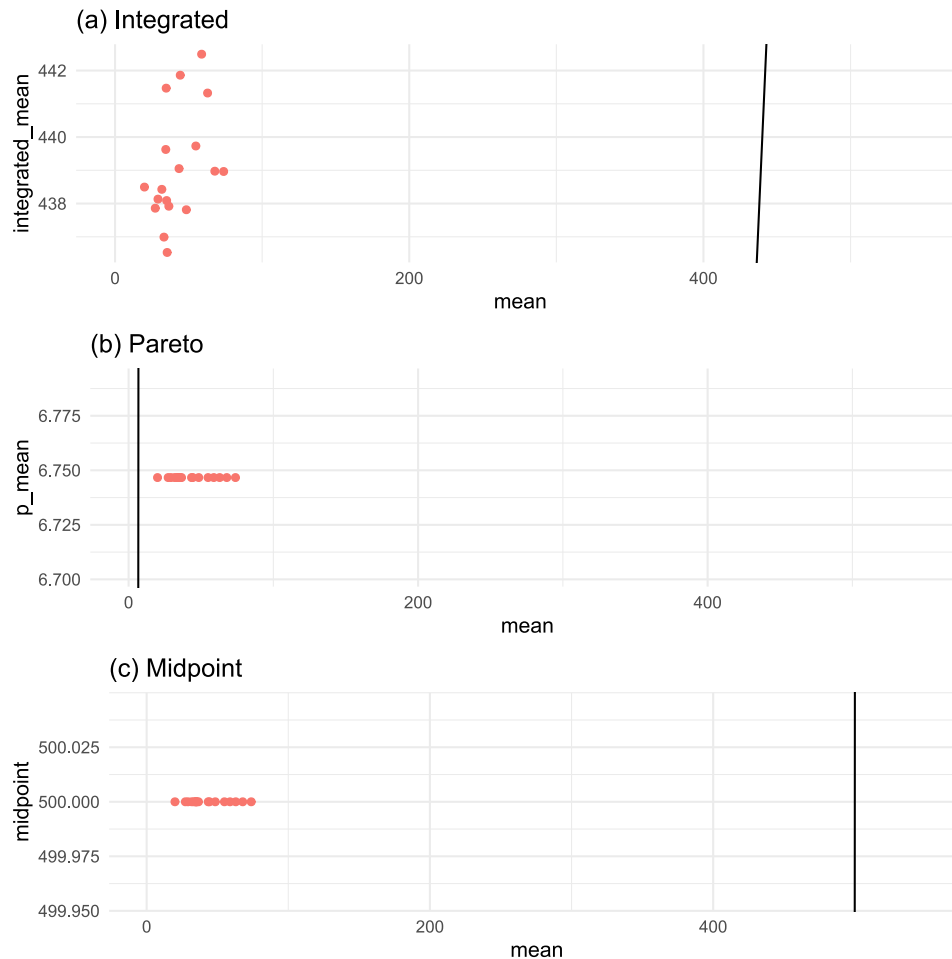 (a) Integrated
442
440
438
integrated_mean
0 200 400
mean
(b) Pareto
6.775
6.750
6.725
6.700
p_mean
0 200 400
mean
(c) Midpoint
500.025
500.000
499.975
499.950
midpoint
0 200 400
mean